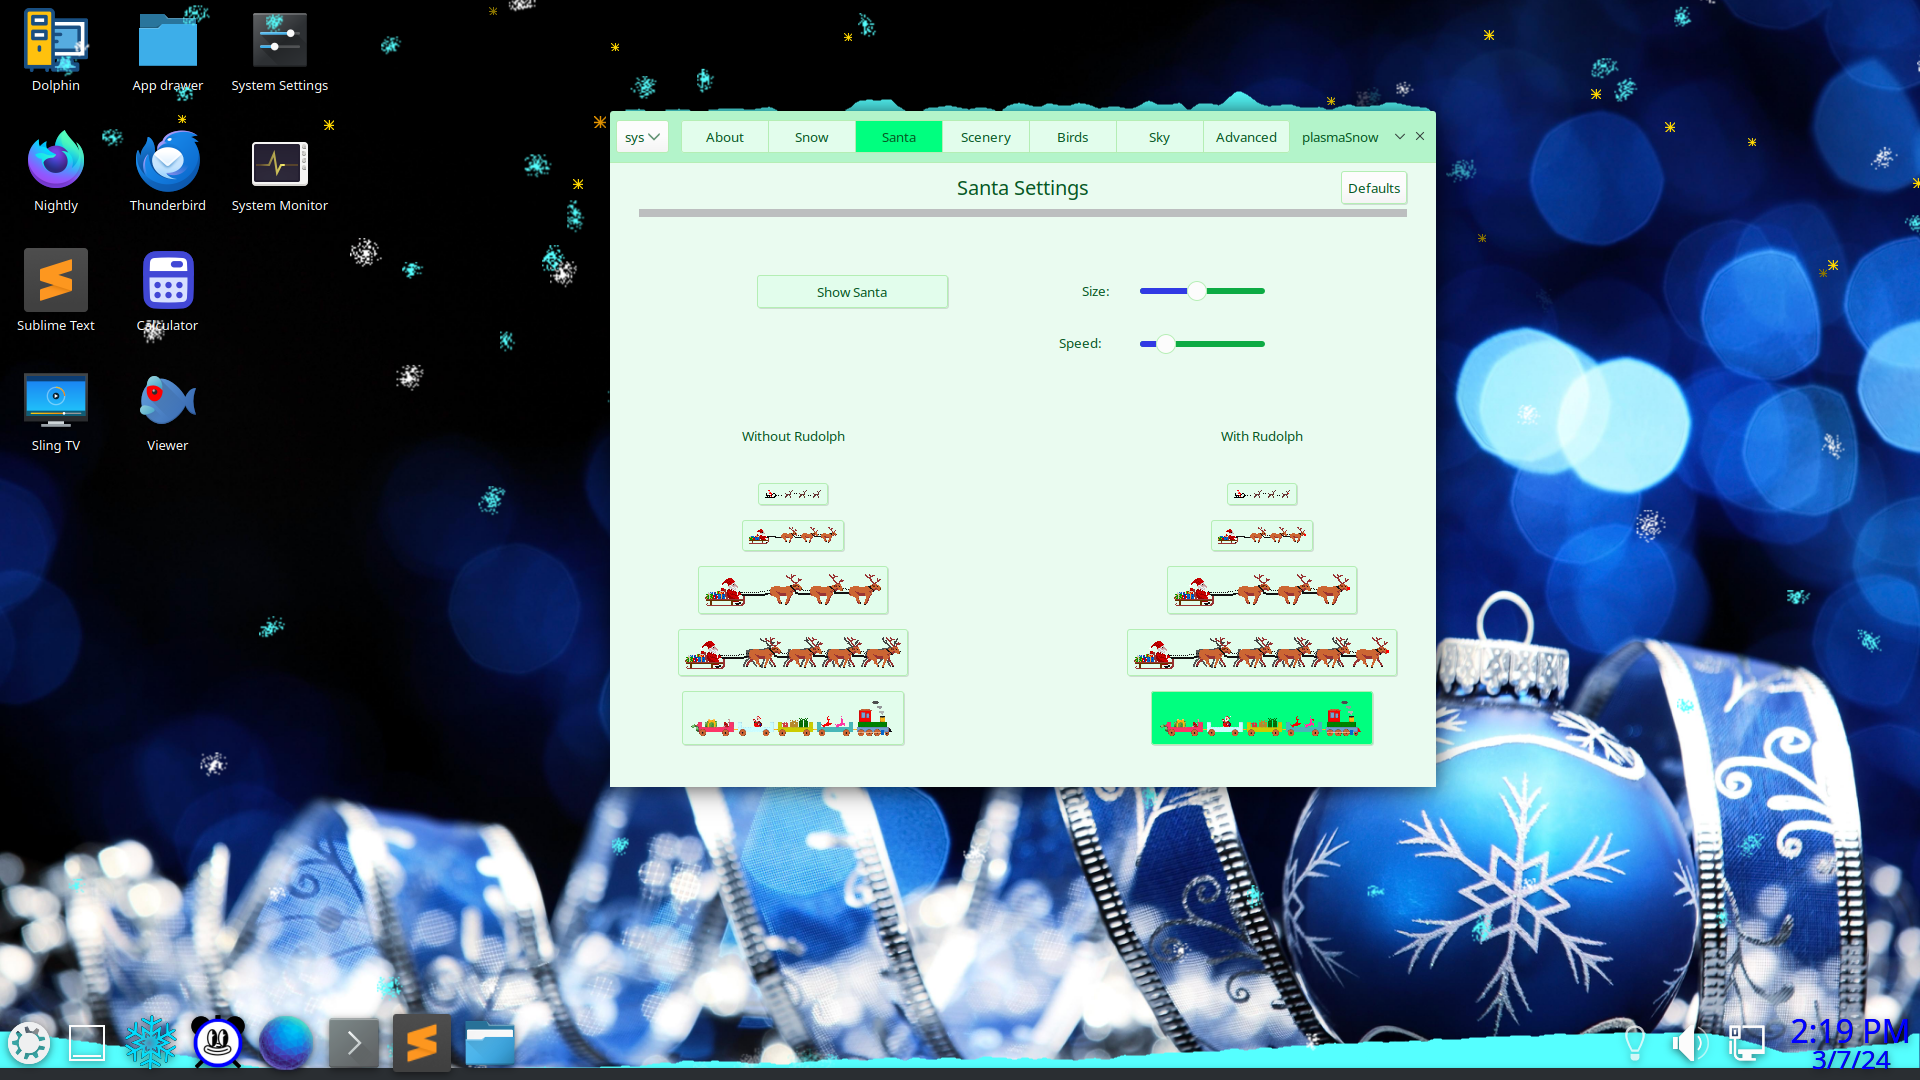 Dolphin
App drawer
System Settings
Nightly
Thunderbird
System Monitor
Sublime Text
Calculator
Sling TV
Viewer
sys
About
Snow
Santa
Scenery
Birds
Sky
Advanced
plasmaSnow
Santa Settings
Defaults
Show Santa
Size:
Speed:
Without Rudolph
With Rudolph
2:19 PM
3/7/24